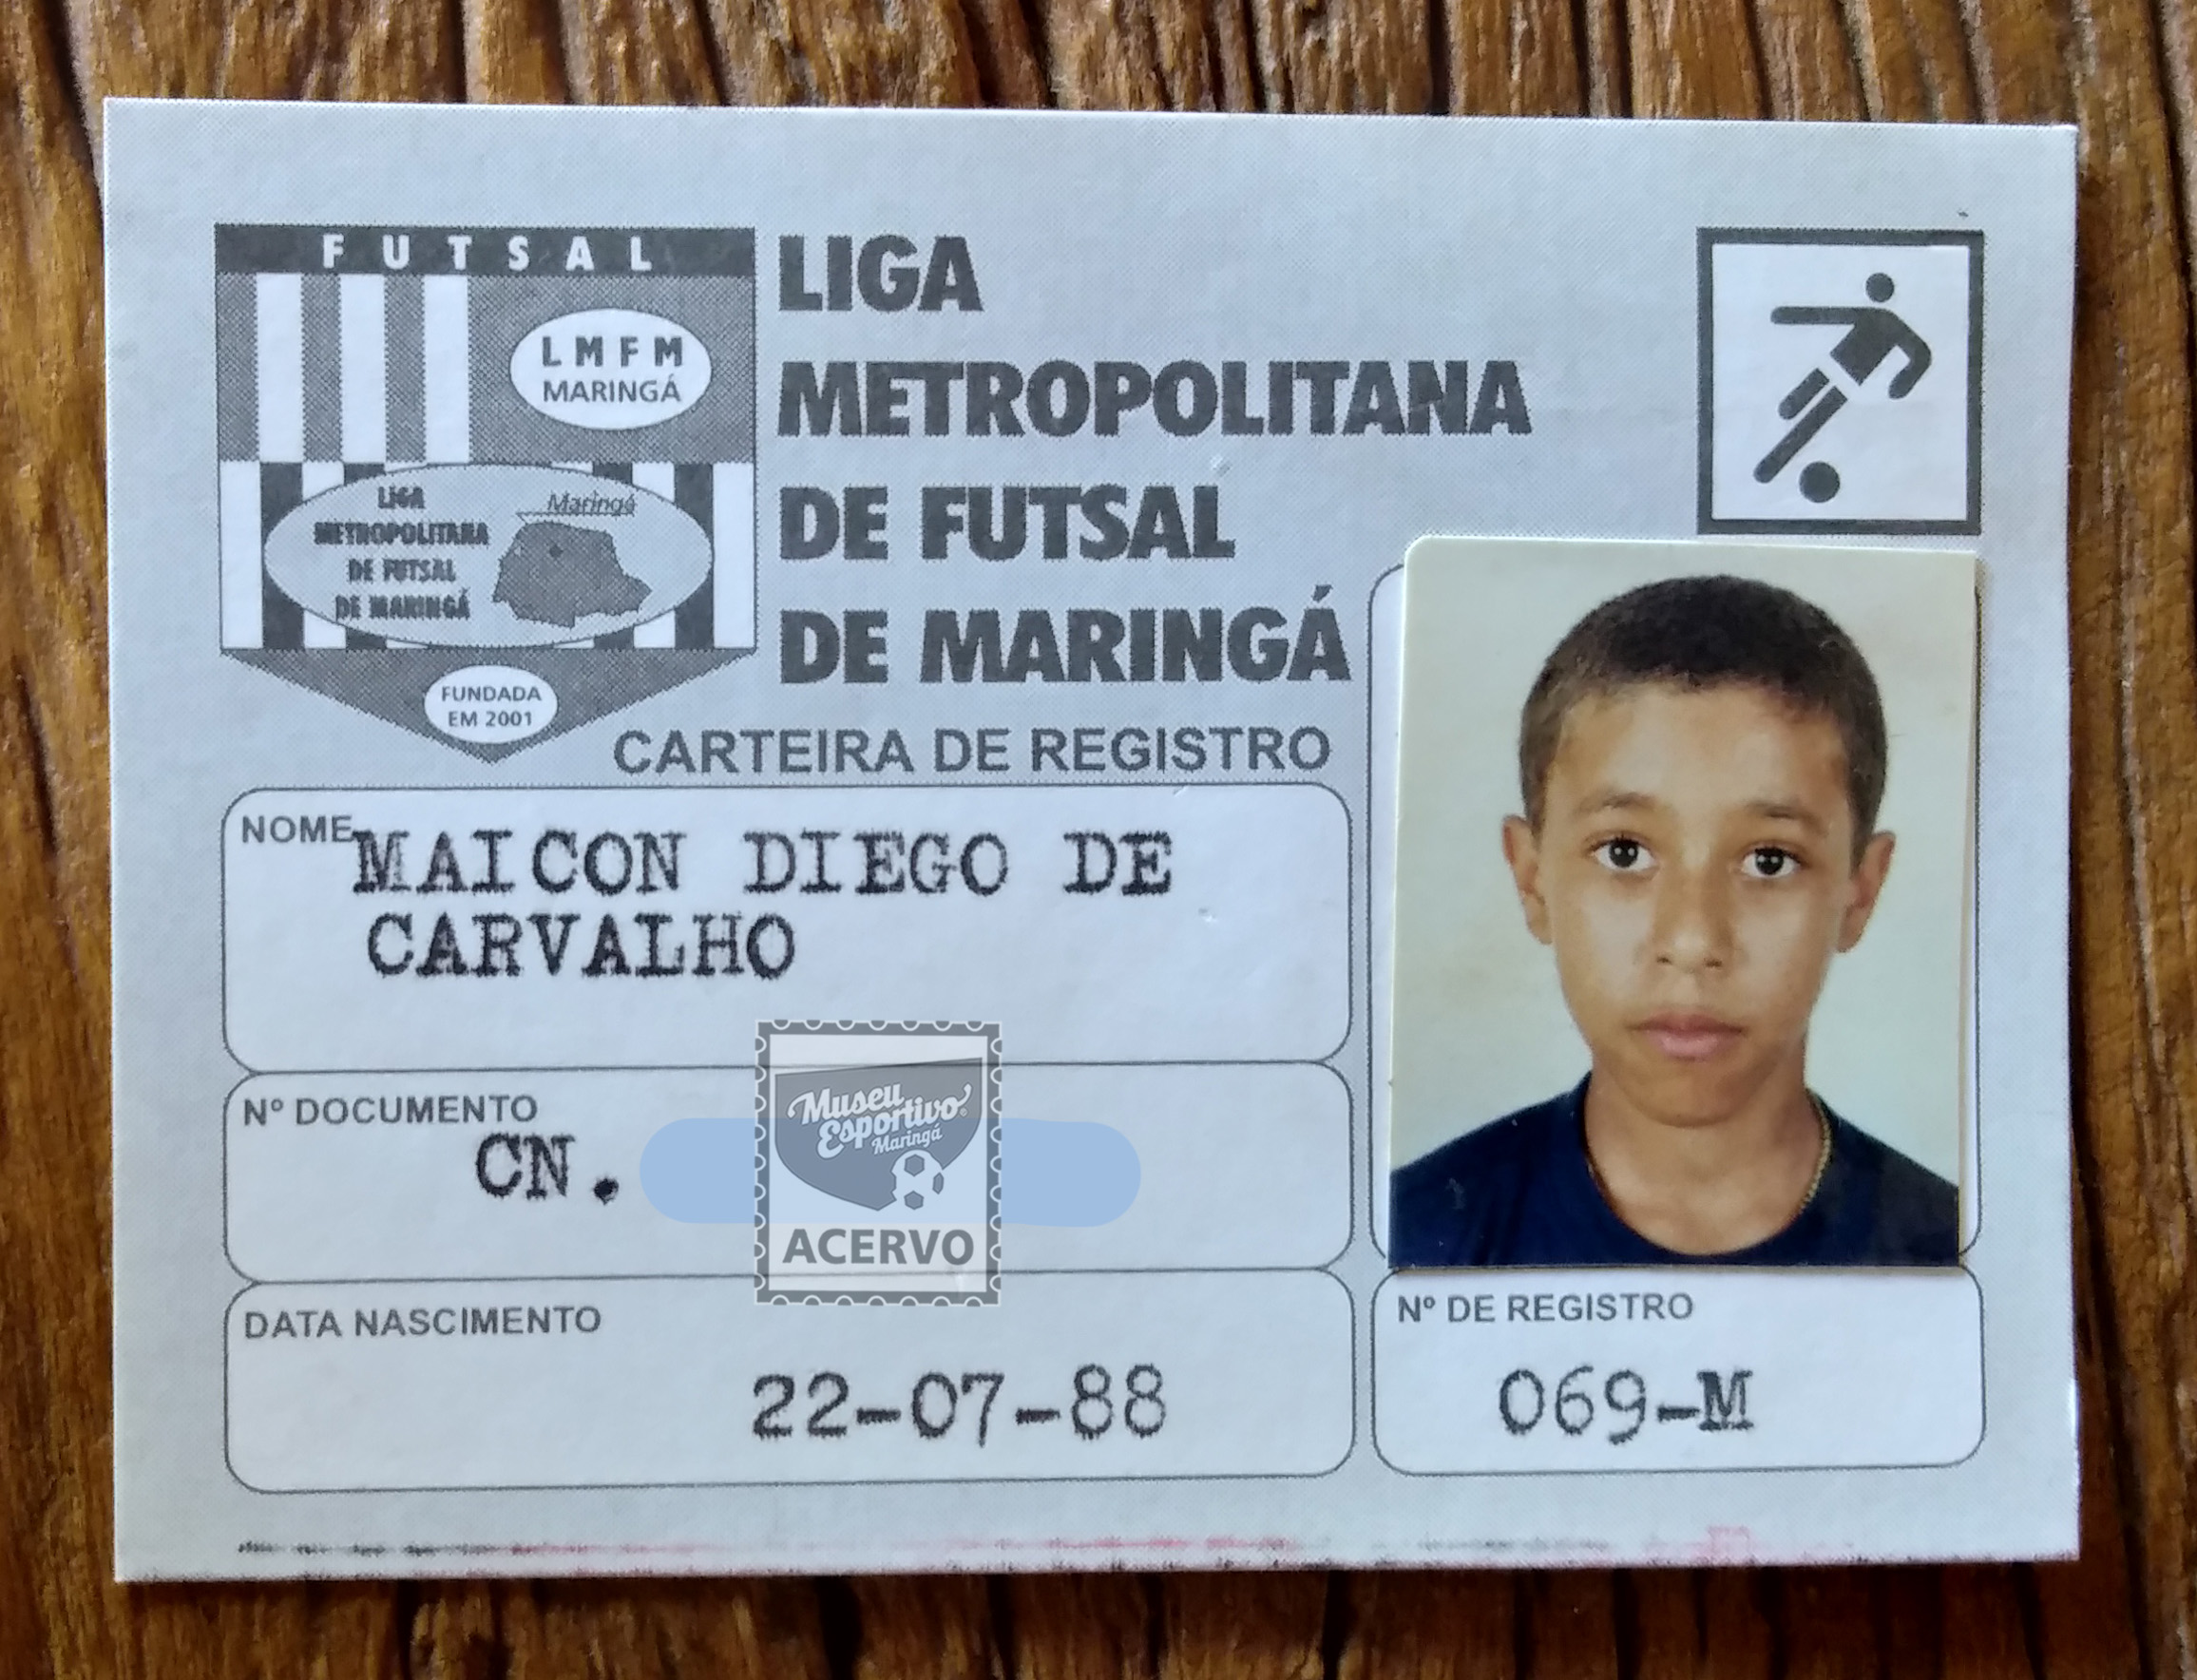 FUTSAL
LMFM
MARINGÁ
LIGA
METROPOLITANA
DE FUTSAL
DE MARINGÁ
Maringá
FUNDADA
EM 2001
LIGA
METROPOLITANA
DE FUTSAL
DE MARINGÁ
CARTEIRA DE REGISTRO
NOME
MAICON DIEGO DE
CARVALHO
Nº DOCUMENTO
CN.
Museu
Esportivo
Maringá
ACERVO
DATA NASCIMENTO
22-07-88
Nº DE REGISTRO
069-M